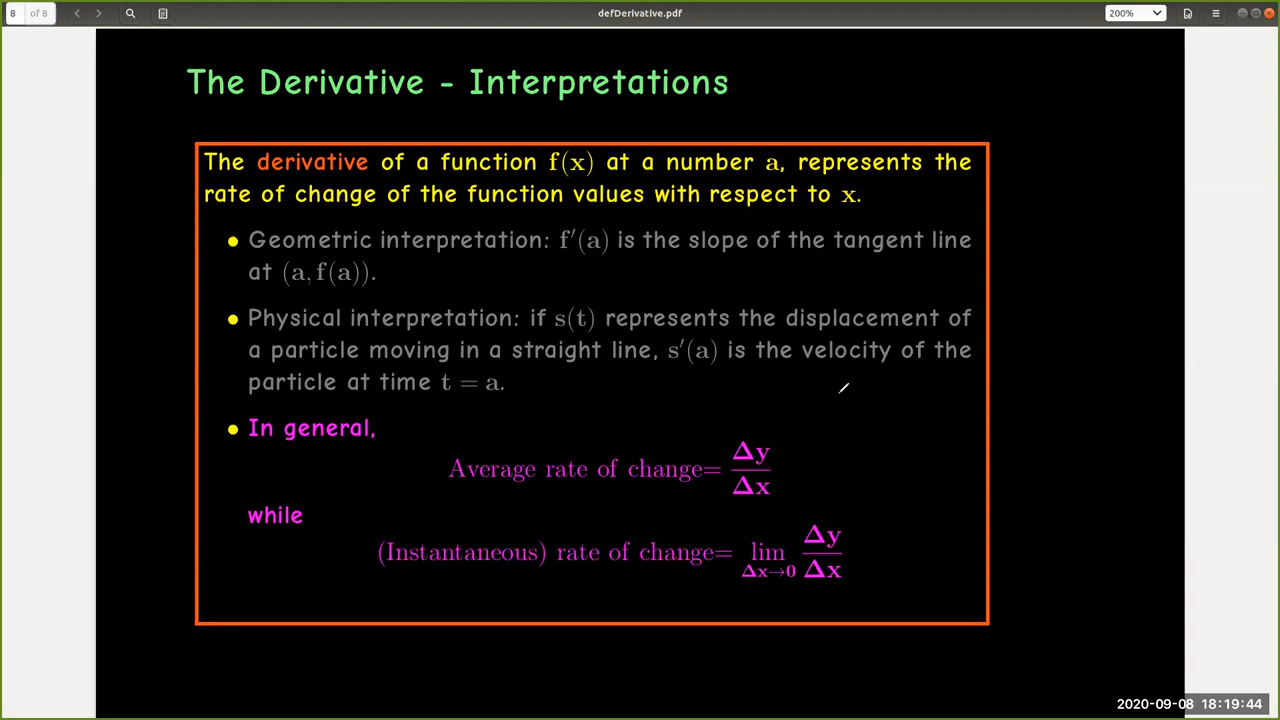 8 of 8
defDerivative.pdf
200%
The Derivative - Interpretations
The derivative of a function f(x) at a number a, represents the
rate of change of the function values with respect to x.
• Geometric interpretation: f′(a) is the slope of the tangent line
at (a, f(a)).
• Physical interpretation: if s(t) represents the displacement of
a particle moving in a straight line, s′(a) is the velocity of the
particle at time t = a.
• In general,
Average rate of change= Δy/Δx
while
(Instantaneous) rate of change= lim Δx→0 Δy/Δx
2020-09-08 18:19:44